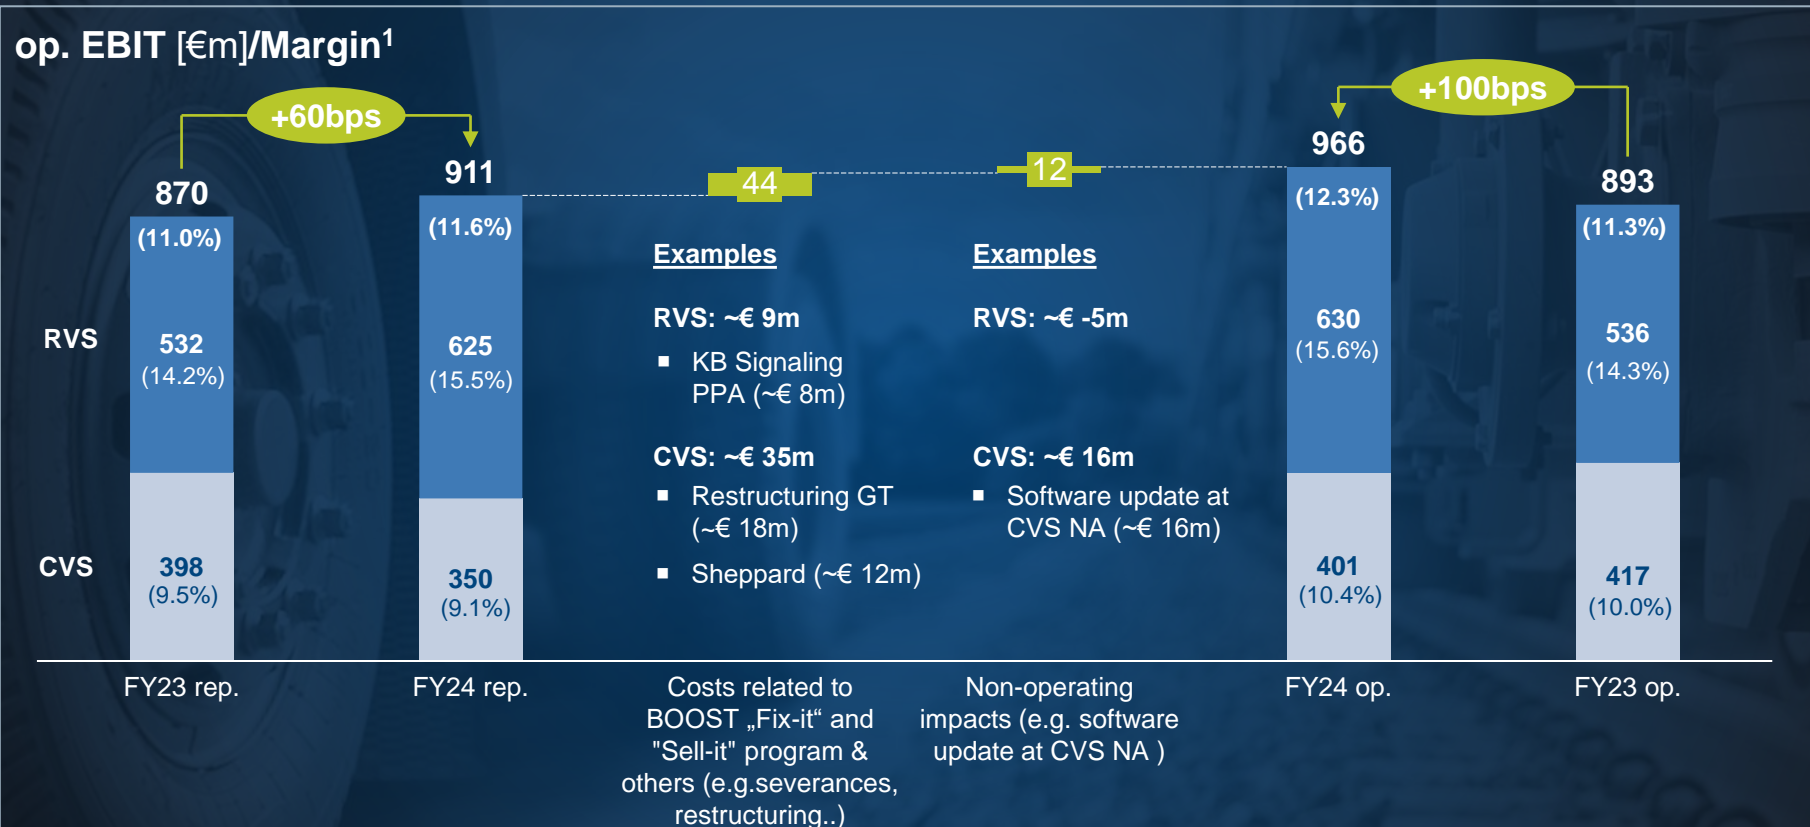 op. EBIT [€m]/Margin¹
+60bps
+100bps
870
(11.0%)
911
(11.6%)
44
12
966
(12.3%)
893
(11.3%)
RVS
532
(14.2%)
625
(15.5%)
630
(15.6%)
536
(14.3%)
CVS
398
(9.5%)
350
(9.1%)
401
(10.4%)
417
(10.0%)
Examples
RVS: ~€ 9m
▪ KB Signaling
PPA (~€ 8m)
CVS: ~€ 35m
▪ Restructuring GT
(~€ 18m)
▪ Sheppard (~€ 12m)
Examples
RVS: ~€ -5m
CVS: ~€ 16m
▪ Software update at
CVS NA (~€ 16m)
FY23 rep.
FY24 rep.
Costs related to
BOOST „Fix-it“ and
"Sell-it" program &
others (e.g.severances,
restructuring..)
Non-operating
impacts (e.g. software
update at CVS NA )
FY24 op.
FY23 op.